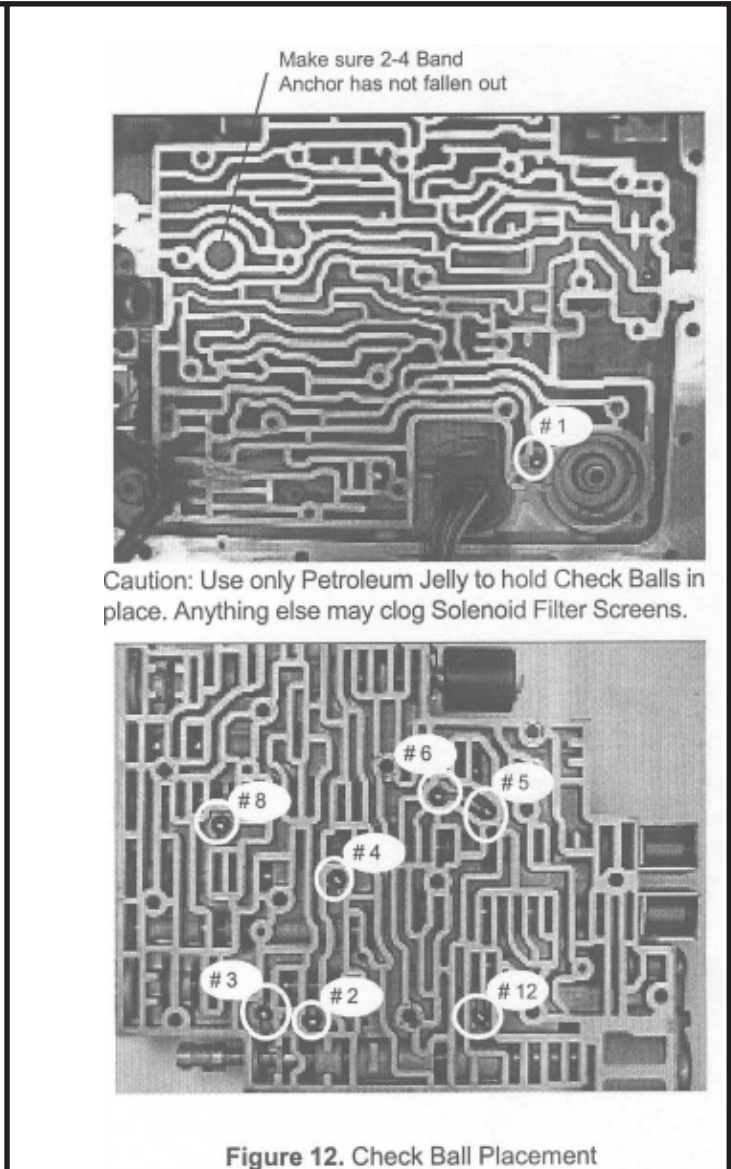 Make sure 2-4 Band
Anchor has not fallen out
# 1
Caution: Use only Petroleum Jelly to hold Check Balls in
place. Anything else may clog Solenoid Filter Screens.
# 6
# 5
# 8
# 4
# 3
# 2
# 12
Figure 12. Check Ball Placement